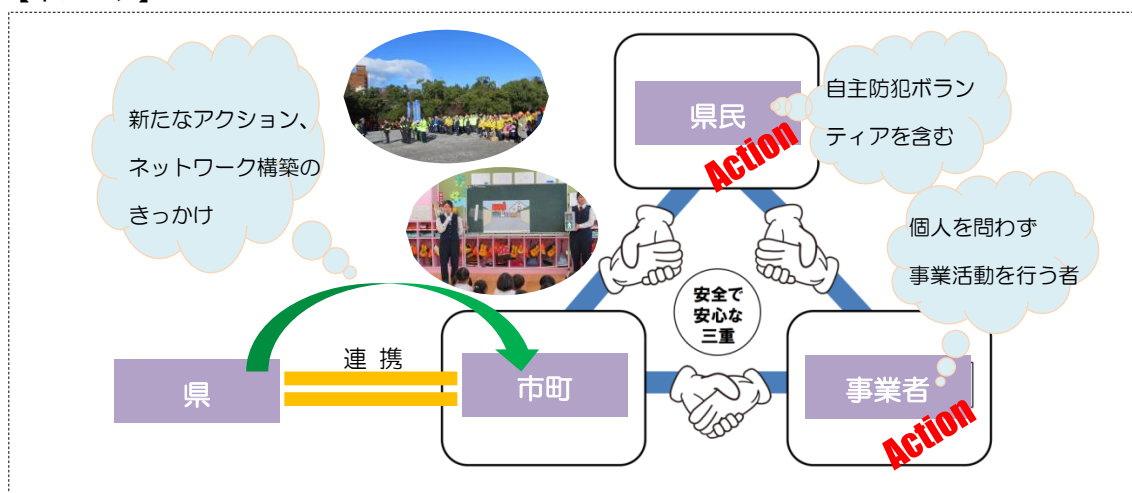 新たなアクション、
ネットワーク構築の
きっかけ
県民
Action
自主防犯ボラン
ティアを含む
個人を問わず
事業活動を行う者
安全で
安心な
三重
県
連 携
市町
事業者
Action